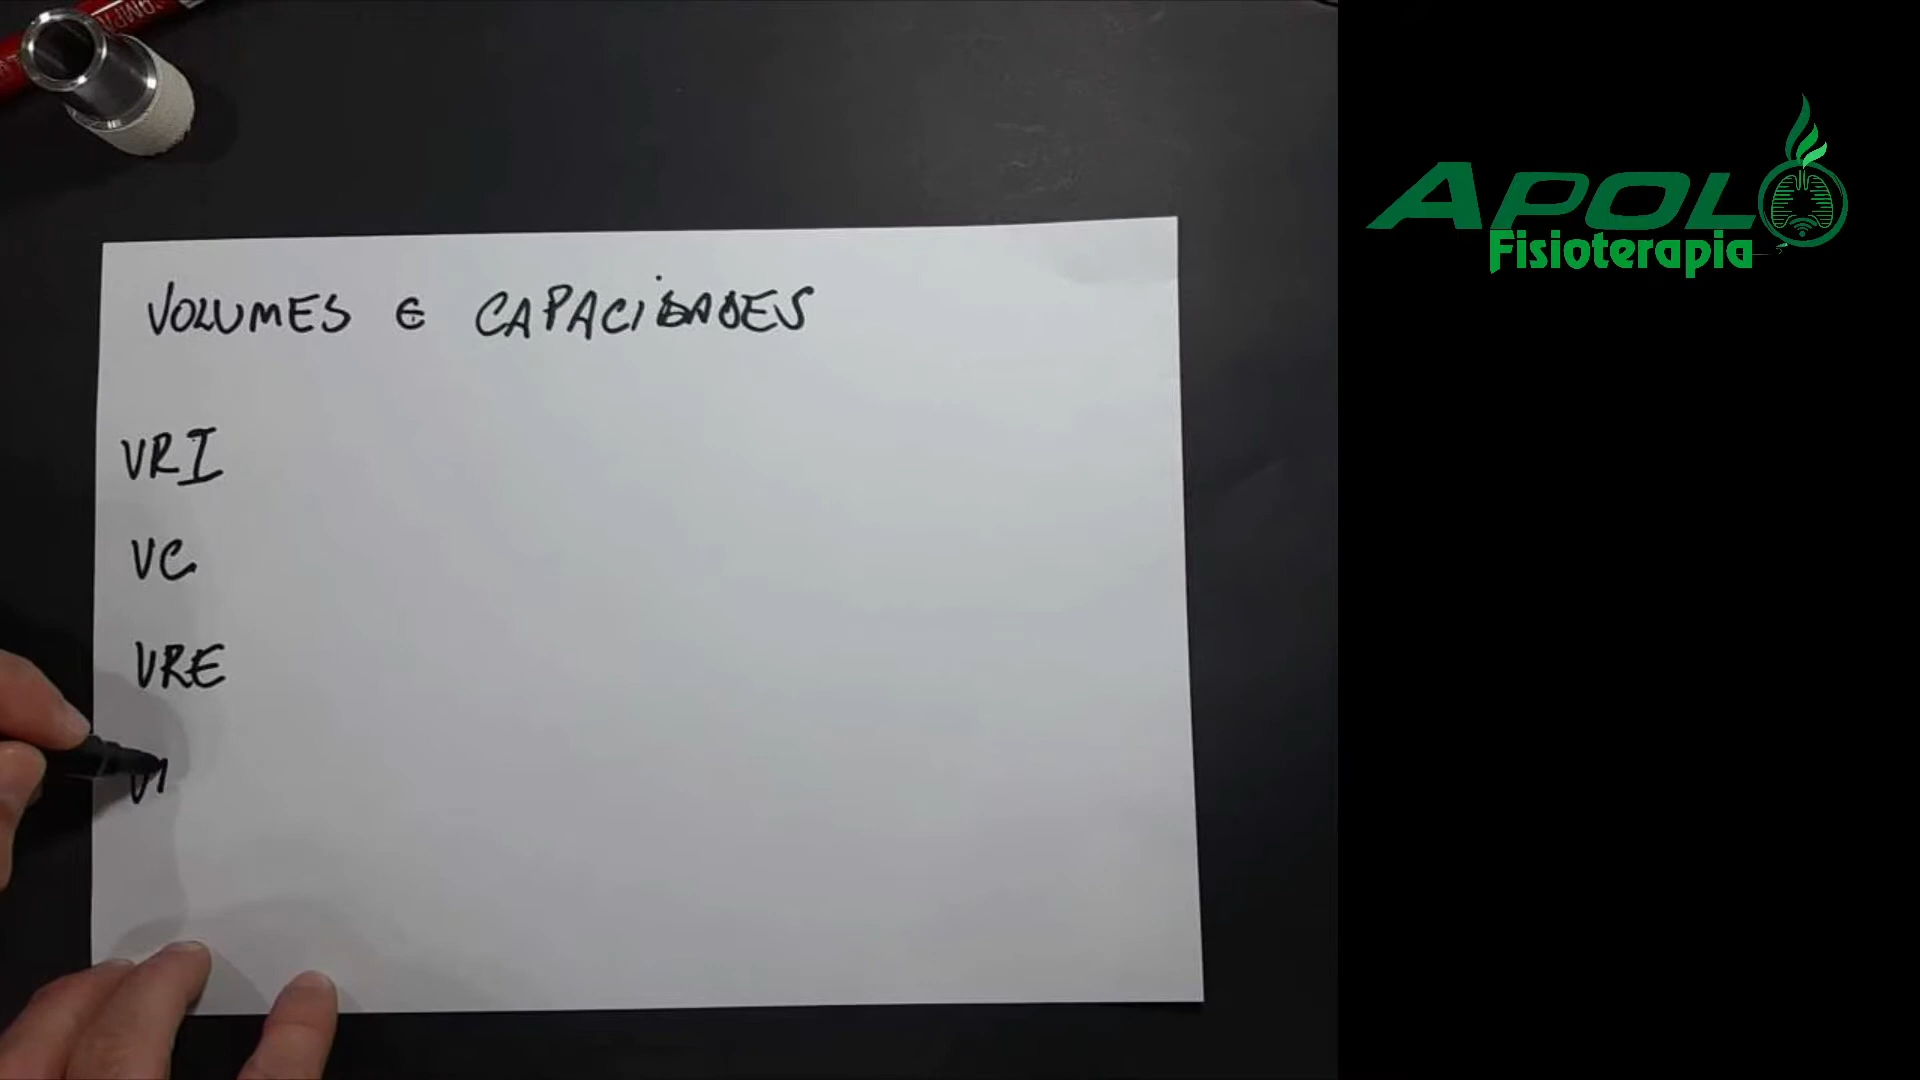 VOLUMES E CAPACIDADES
VRI
VC
VRE
APOLO
Fisioterapia